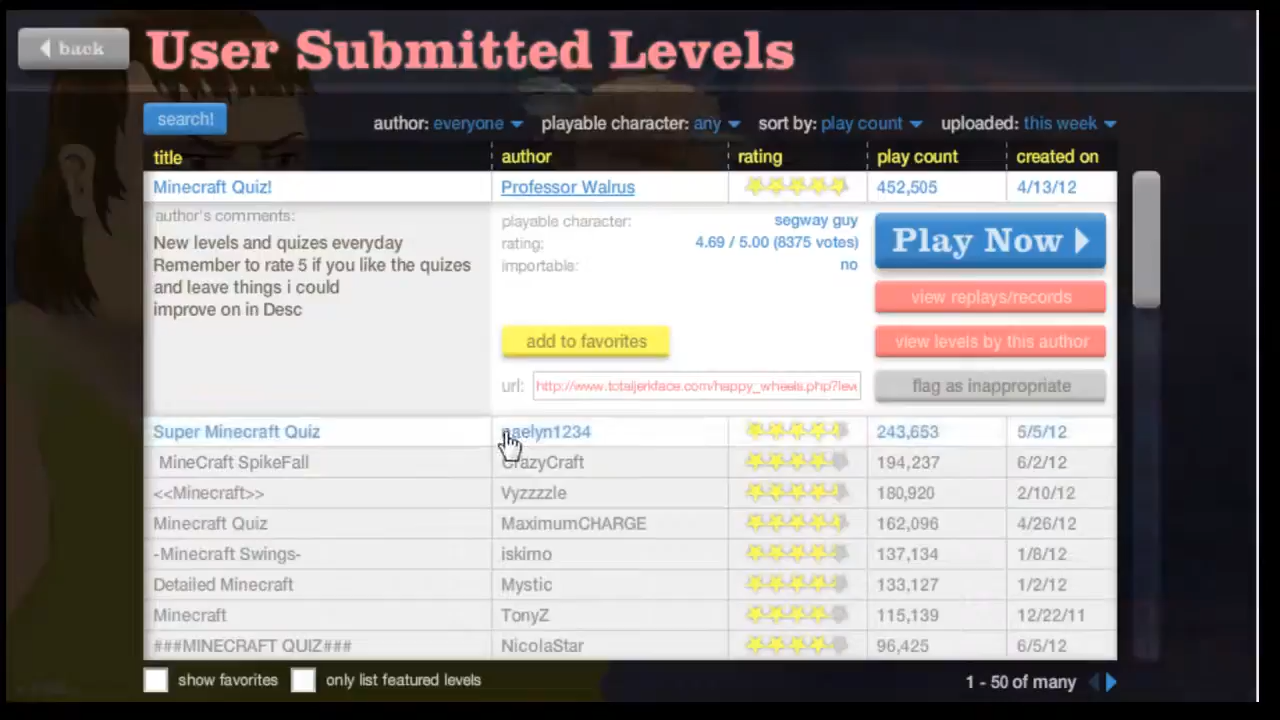 back
User Submitted Levels
search!
author: everyone playable character: any sort by: play count uploaded: this week
title author rating play count created on
Minecraft Quiz! Professor Walrus 452,505 4/13/12
author's comments:
New levels and quizes everyday
Remember to rate 5 if you like the quizes
and leave things i could
improve on in Desc
playable character: segway guy
rating: 4.69 / 5.00 (8375 votes)
importable: no
add to favorites
url: http://www.totaljerkface.com/happy_wheels.php?lev
Play Now
view replays/records
view levels by this author
flag as inappropriate
Super Minecraft Quiz 243,653 5/5/12
MineCraft SpikeFall CrazyCraft 194,237 6/2/12
<<Minecraft>> Vyzzzzle 180,920 2/10/12
Minecraft Quiz MaximumCHARGE 162,096 4/26/12
-Minecraft Swings- iskimo 137,134 1/8/12
Detailed Minecraft Mystic 133,127 1/2/12
Minecraft TonyZ 115,139 12/22/11
###MINECRAFT QUIZ### NicolaStar 96,425 6/5/12
show favorites only list featured levels 1 - 50 of many